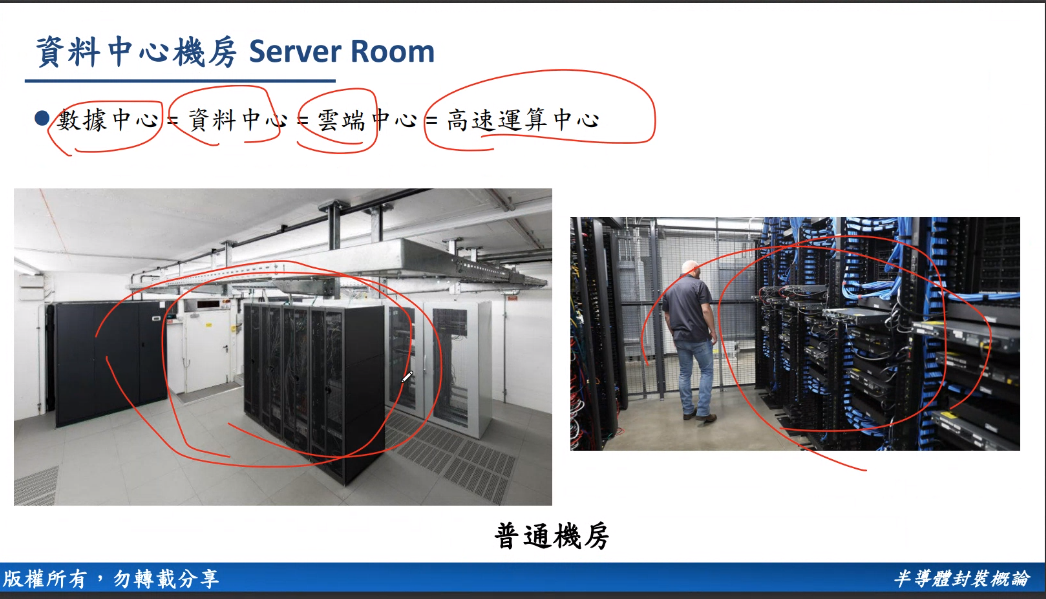 資料中心機房 Server Room
數據中心 = 資料中心 = 雲端中心 = 高速運算中心
普通機房
版權所有，勿轉載分享
半導體封裝概論